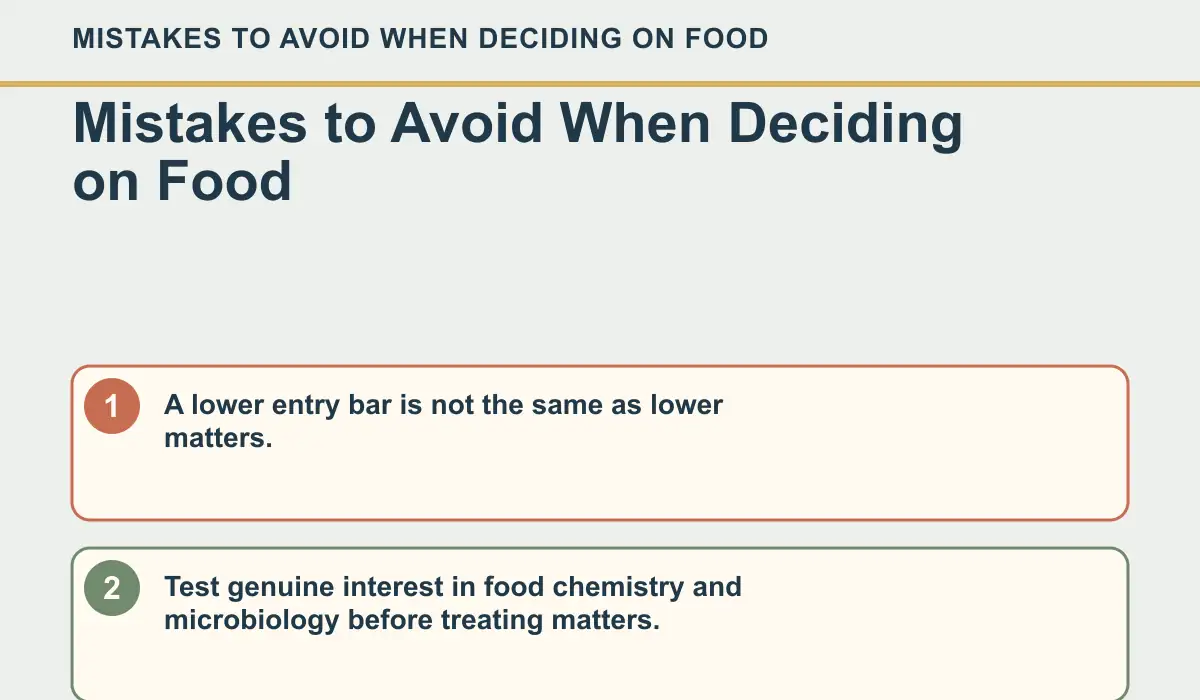 MISTAKES TO AVOID WHEN DECIDING ON FOOD
Mistakes to Avoid When Deciding
on Food
1
A lower entry bar is not the same as lower
matters.
2
Test genuine interest in food chemistry and
microbiology before treating matters.